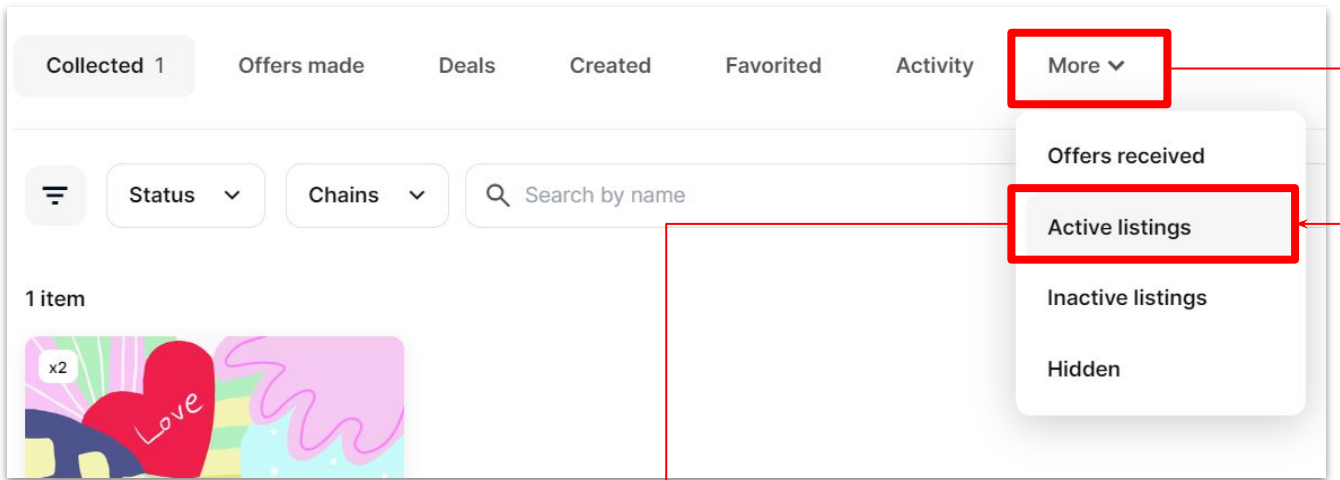 Collected 1 Offers made Deals Created Favorited Activity More
Offers received
Status Chains Search by name
Active listings
1 item
Inactive listings
x2
Hidden
Love